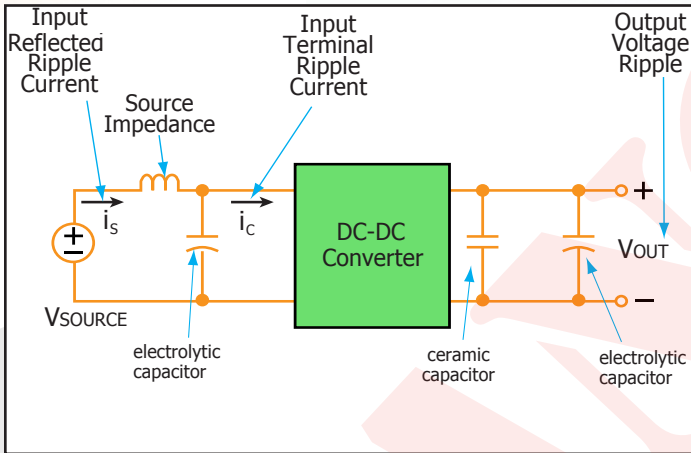 Input
Reflected
Ripple
Current
Input
Terminal
Ripple
Current
Output
Voltage
Ripple
Source
Impedance
iS
iC
DC-DC
Converter
+
−
VOUT
+
−
VSOURCE
electrolytic
capacitor
ceramic
capacitor
electrolytic
capacitor